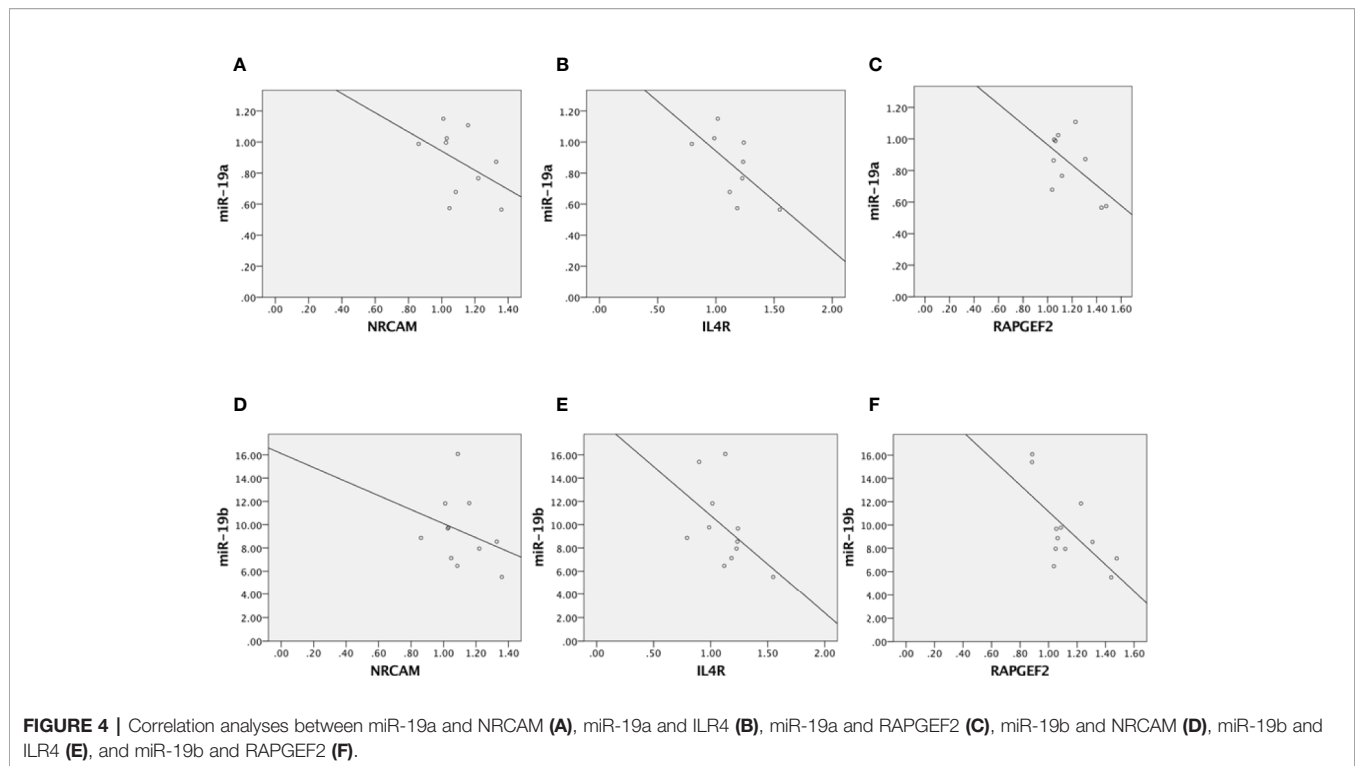 A
B
C
miR-19a
1.20
1.00
.80
.60
.40
.20
.00
.00 .20 .40 .60 .80 1.00 1.20 1.40
NRCAM
miR-19a
1.20
1.00
.80
.60
.40
.20
.00
.00 .50 1.00 1.50 2.00
IL4R
miR-19a
1.20
1.00
.80
.60
.40
.20
.00
.00 .20 .40 .60 .80 1.00 1.20 1.40 1.60
RAPGEF2
D
E
F
miR-19b
16.00
14.00
12.00
10.00
8.00
6.00
4.00
2.00
.00
.00 .20 .40 .60 .80 1.00 1.20 1.40
NRCAM
miR-19b
16.00
14.00
12.00
10.00
8.00
6.00
4.00
2.00
.00
.00 .50 1.00 1.50 2.00
IL4R
miR-19b
16.00
14.00
12.00
10.00
8.00
6.00
4.00
2.00
.00
.00 .20 .40 .60 .80 1.00 1.20 1.40 1.60
RAPGEF2
FIGURE 4 | Correlation analyses between miR-19a and NRCAM (A), miR-19a and ILR4 (B), miR-19a and RAPGEF2 (C), miR-19b and NRCAM (D), miR-19b and
ILR4 (E), and miR-19b and RAPGEF2 (F).